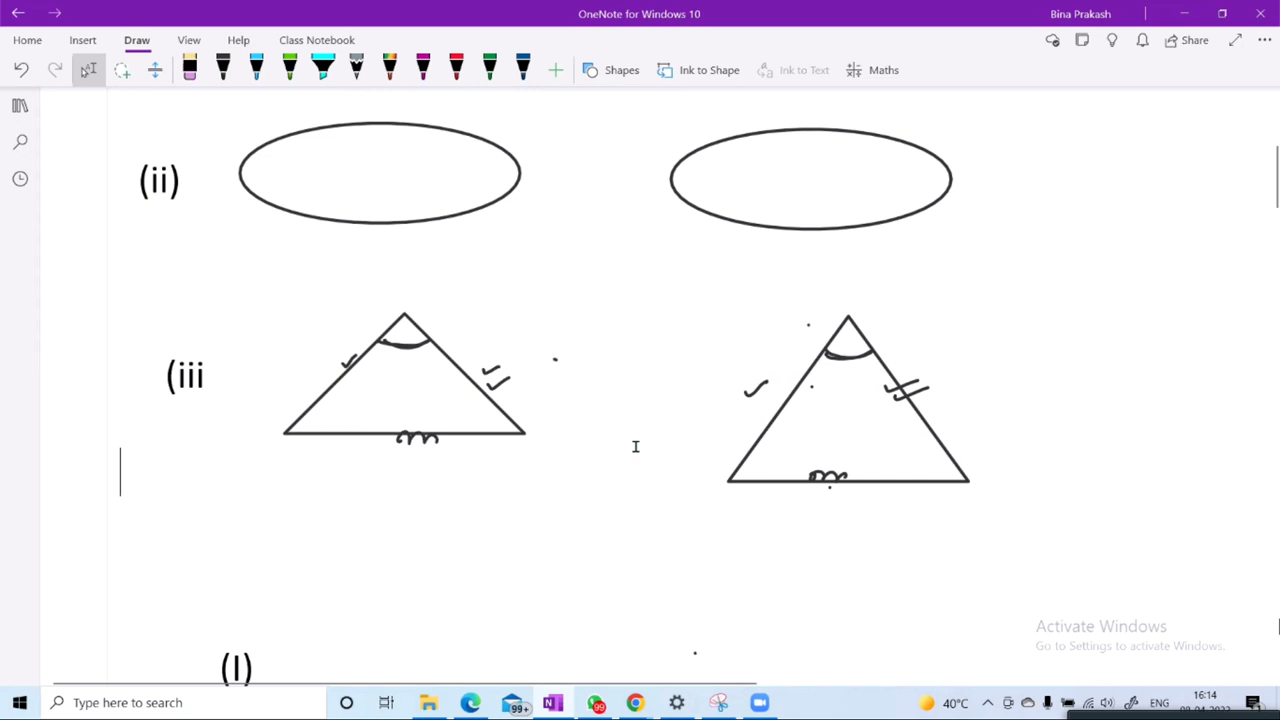 OneNote for Windows 10
Bina Prakash
Home Insert Draw View Help Class Notebook
Share
Shapes
Ink to Shape
Ink to Text
Maths
(ii)
(iii
(I)
Activate Windows
Go to Settings to activate Windows.
Type here to search
99+
99
40°C
ENG
16:14